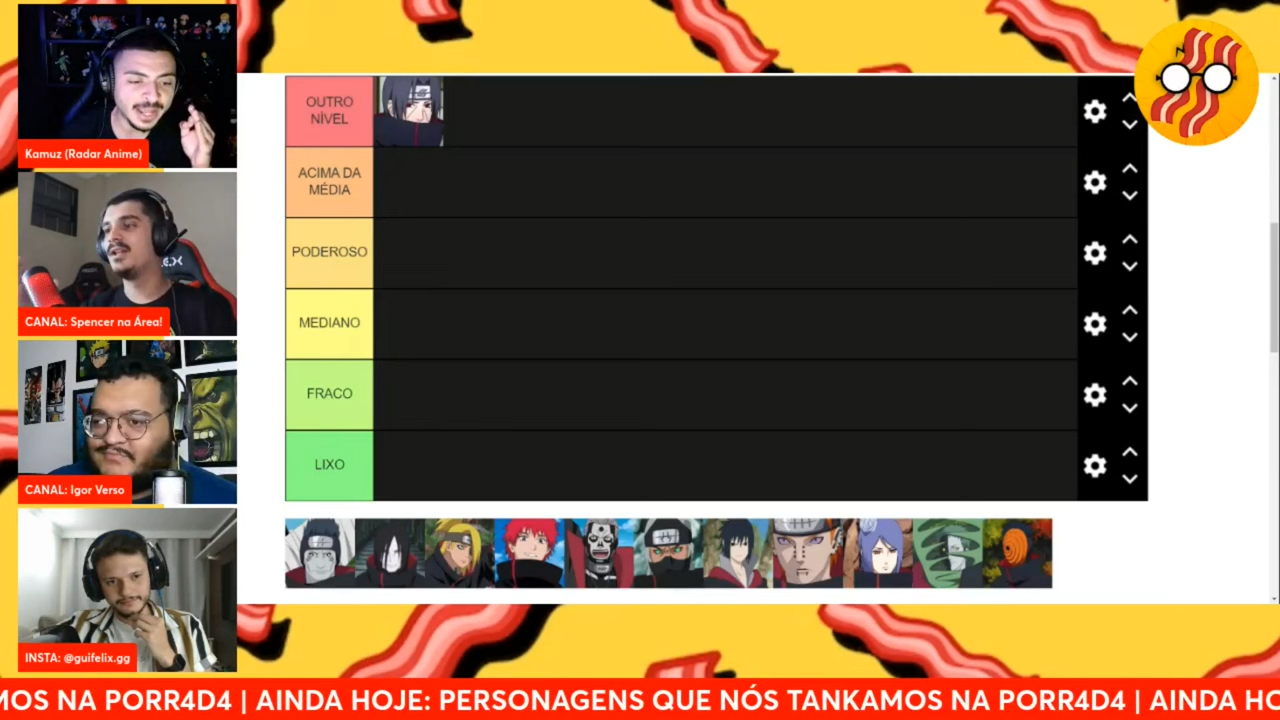 Kamuz (Radar Anime)
CANAL: Spencer na Área!
CANAL: Igor Verso
INSTA: @guifelix.gg
OUTRO
NÍVEL
ACIMA DA
MÉDIA
PODEROSO
MEDIANO
FRACO
LIXO
MOS NA PORR4D4 | AINDA HOJE: PERSONAGENS QUE NÓS TANKAMOS NA PORR4D4 | AINDA HO